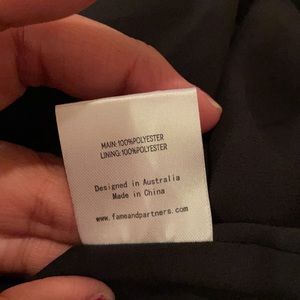 MAIN:100%POLYESTER
LINING:100%POLYESTER
Designed in Australia
Made in China
www.fameandpartners.com